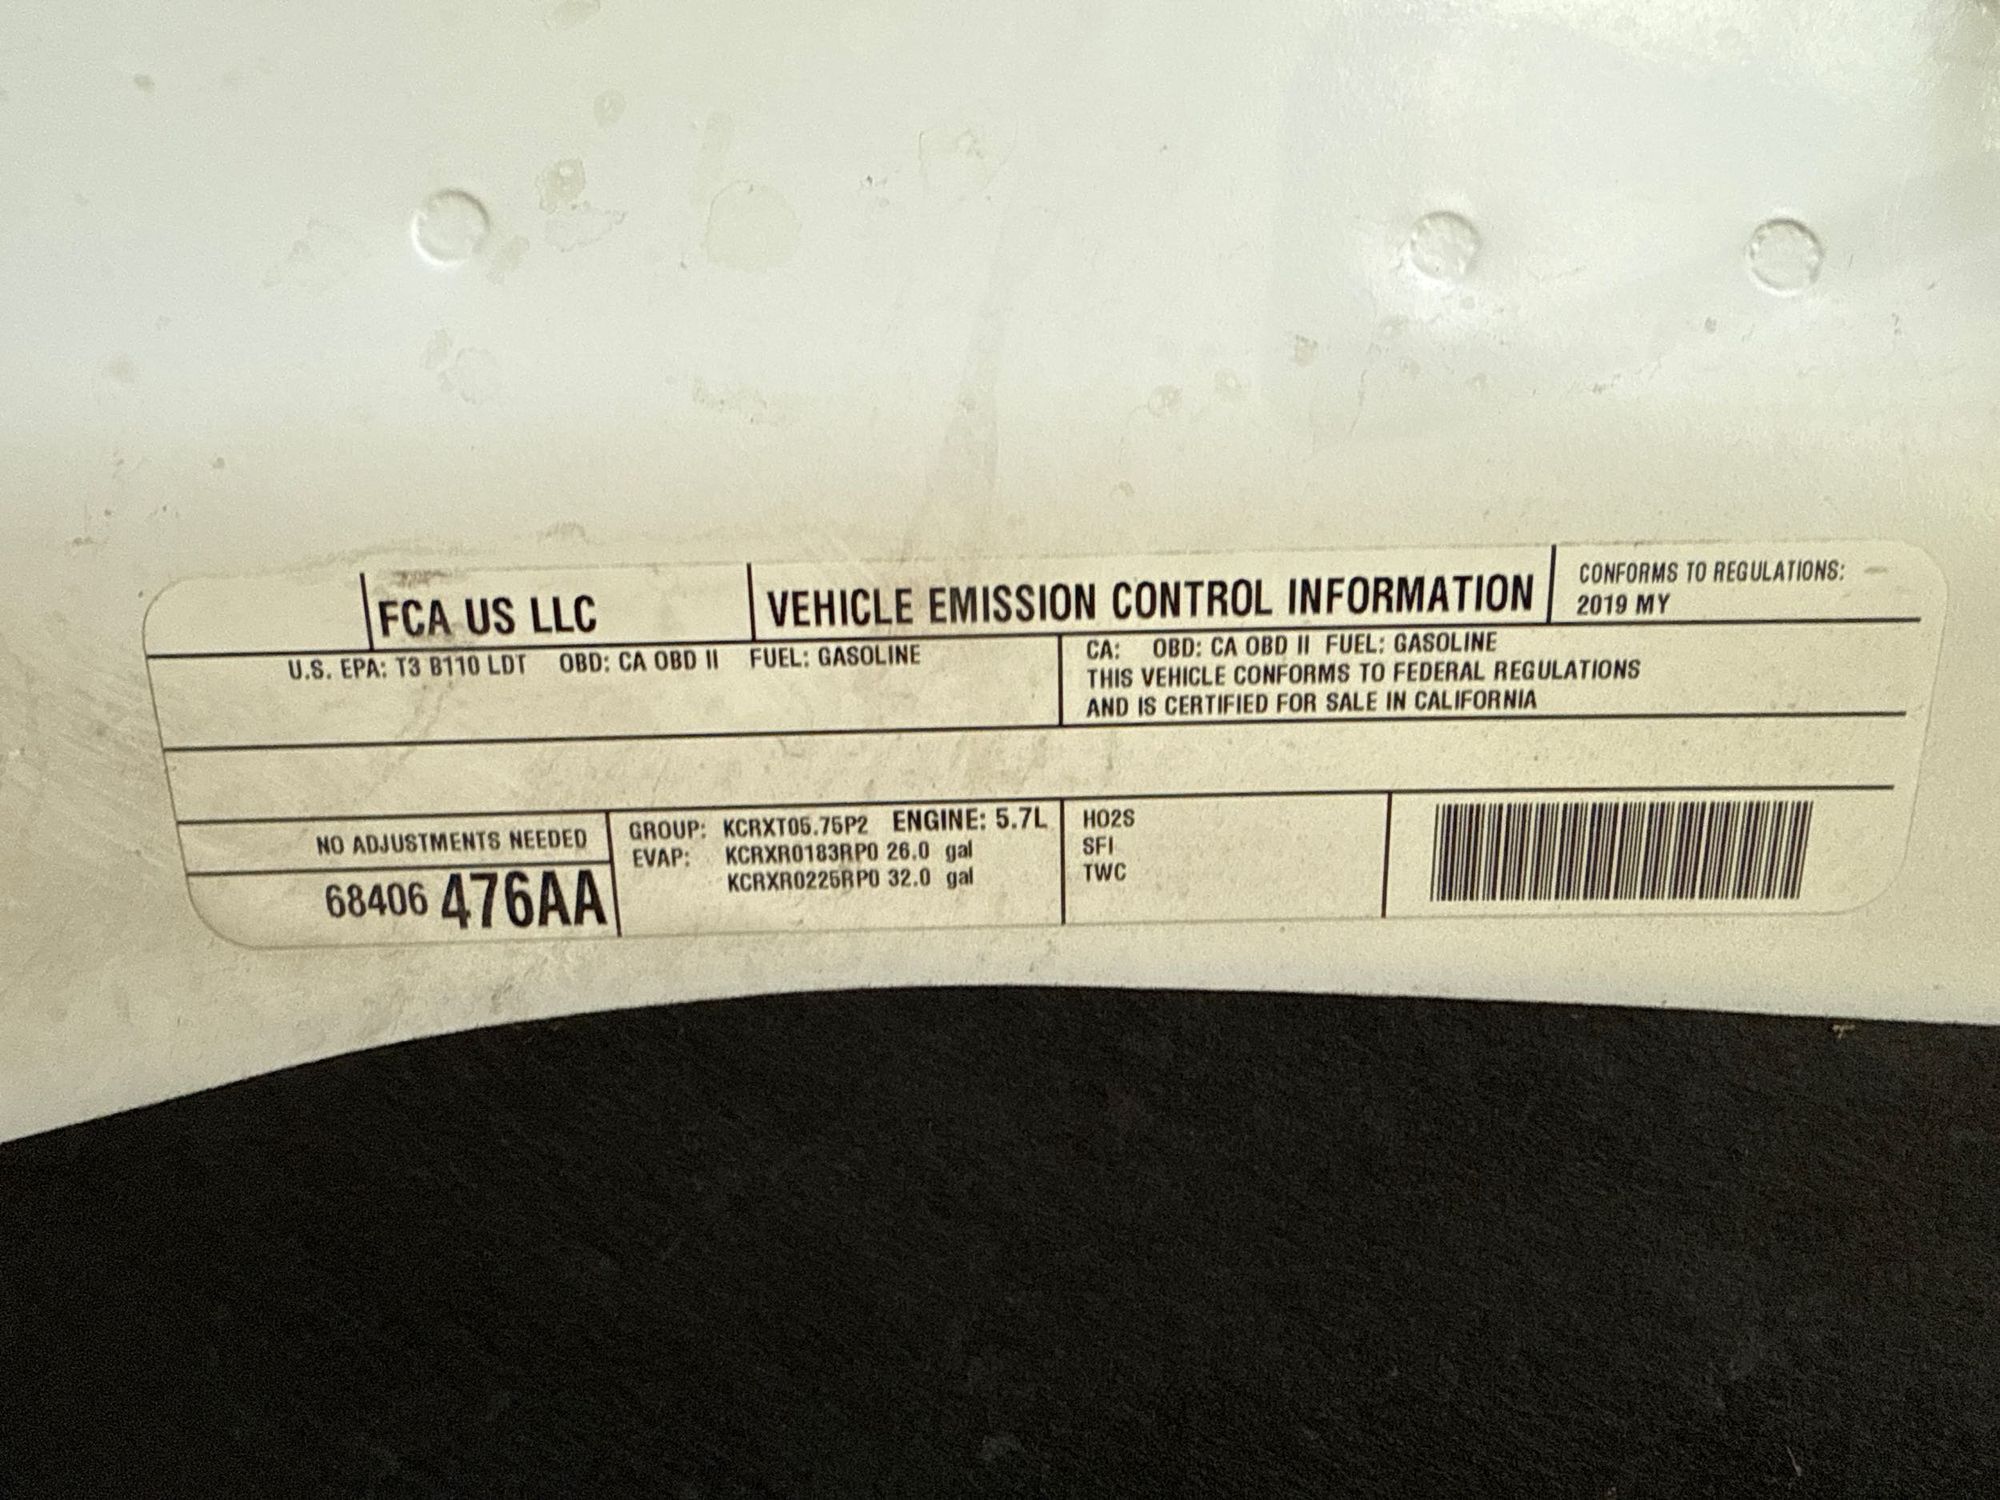 FCA US LLC
VEHICLE EMISSION CONTROL INFORMATION
CONFORMS TO REGULATIONS:
2019 MY
U.S. EPA: T3 B110 LDT OBD: CA OBD II FUEL: GASOLINE
CA: OBD: CA OBD II FUEL: GASOLINE
THIS VEHICLE CONFORMS TO FEDERAL REGULATIONS
AND IS CERTIFIED FOR SALE IN CALIFORNIA
NO ADJUSTMENTS NEEDED
68406 476AA
GROUP: KCRXT05.75P2 ENGINE: 5.7L
EVAP: KCRXR0183RP0 26.0 gal
KCRXR0225RP0 32.0 gal
HO2S
SFI
TWC